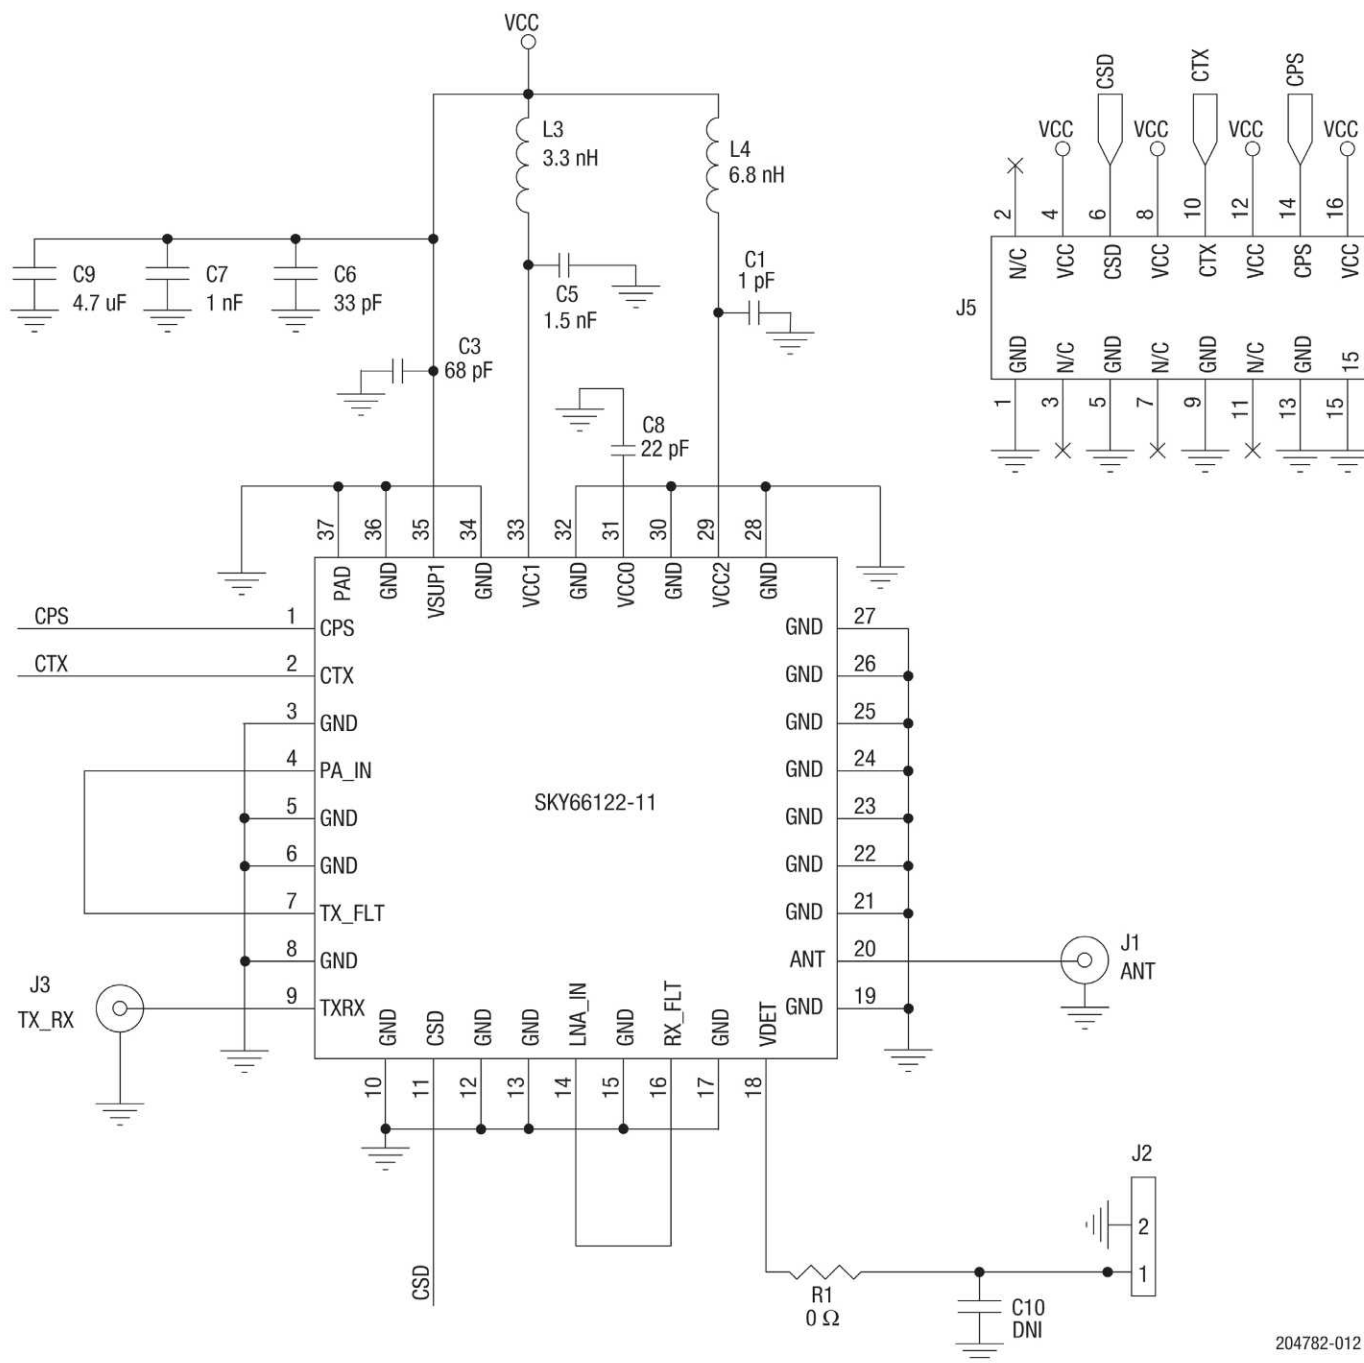 VCC
L3
3.3 nH
L4
6.8 nH
C9
4.7 uF
C7
1 nF
C6
33 pF
C5
1.5 nF
C1
1 pF
C3
68 pF
C8
22 pF
CSD
CTX
CPS
VCC
VCC
VCC
VCC
2
4
6
8
10
12
14
16
N/C
VCC
CSD
VCC
CTX
VCC
CPS
VCC
J5
GND
N/C
GND
N/C
GND
N/C
GND
15
1
3
5
7
9
11
13
15
37
36
35
34
33
32
31
30
29
28
PAD
GND
VSUP1
GND
VCC1
GND
VCC0
GND
VCC2
GND
CPS
1
CPS
CTX
2
CTX
3
GND
4
PA_IN
5
GND
6
GND
7
TX_FLT
8
GND
9
TXRX
J3
TX_RX
SKY66122-11
GND
27
GND
26
GND
25
GND
24
GND
23
GND
22
GND
21
ANT
20
GND
19
J1
ANT
GND
CSD
GND
GND
LNA_IN
GND
RX_FLT
GND
VDET
10
11
12
13
14
15
16
17
18
CSD
R1
0 Ω
C10
DNI
J2
2
1
204782-012